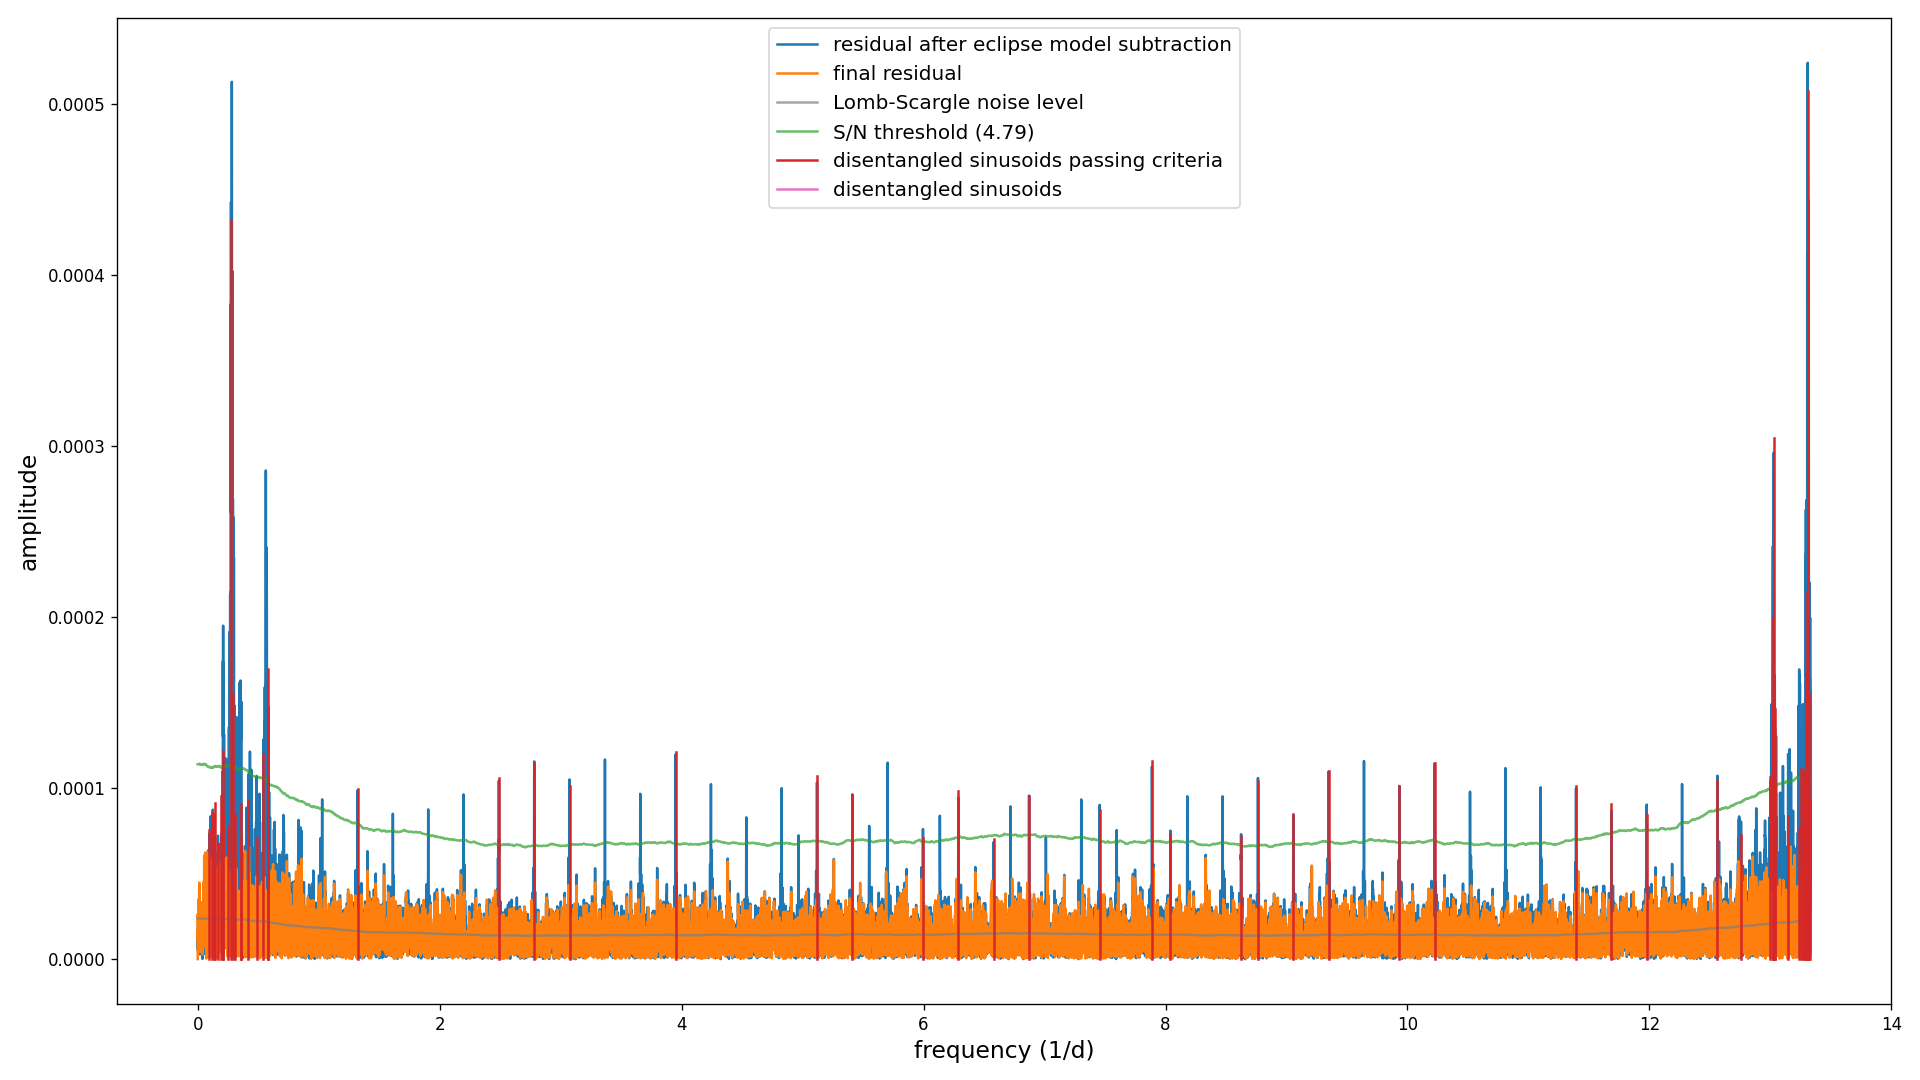 residual after eclipse model subtraction
final residual
Lomb-Scargle noise level
S/N threshold (4.79)
disentangled sinusoids passing criteria
disentangled sinusoids
0.0005
0.0004
0.0003
0.0002
0.0001
0.0000
amplitude
0 2 4 6 8 10 12 14
frequency (1/d)